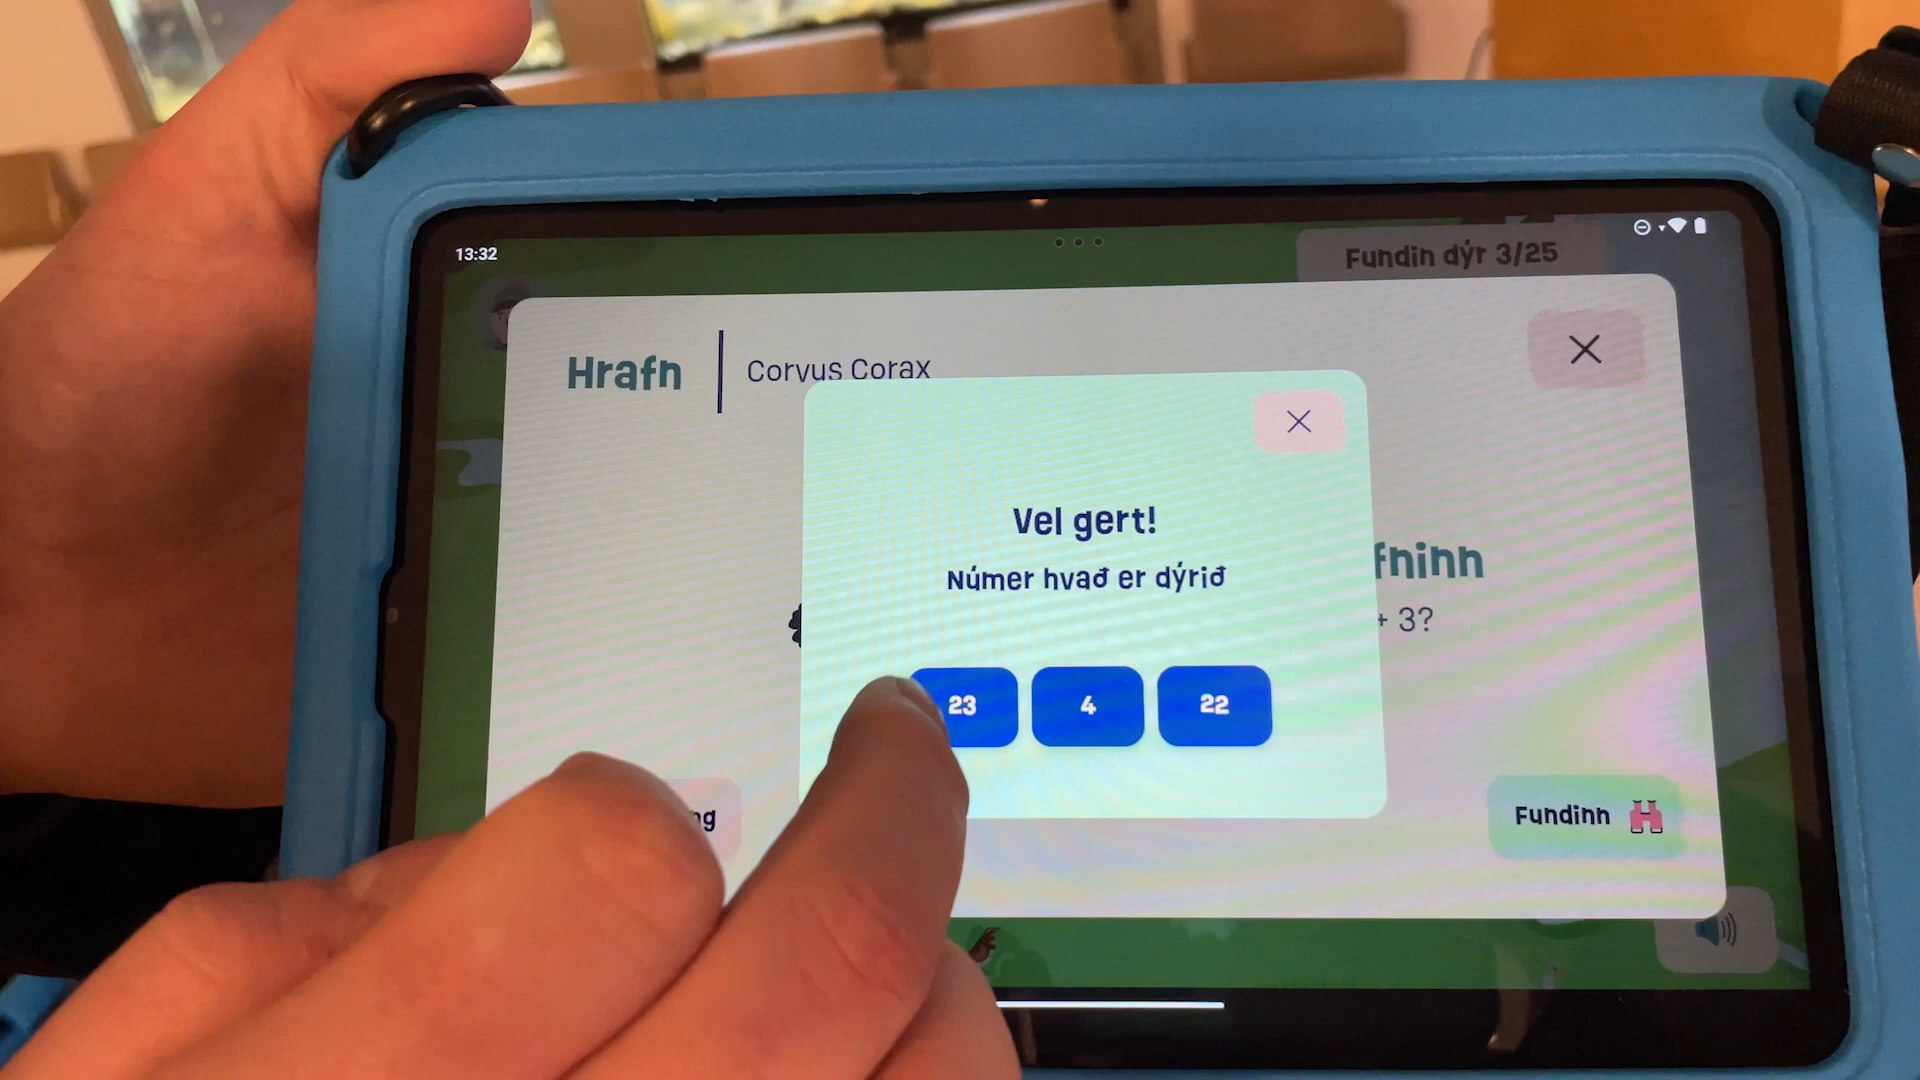 13:32
Fundin dýr 3/25
Hrafn
Corvus Corax
Vel gert!
Númer hvað er dýrið
+ 3?
23
4
22
Fundinn